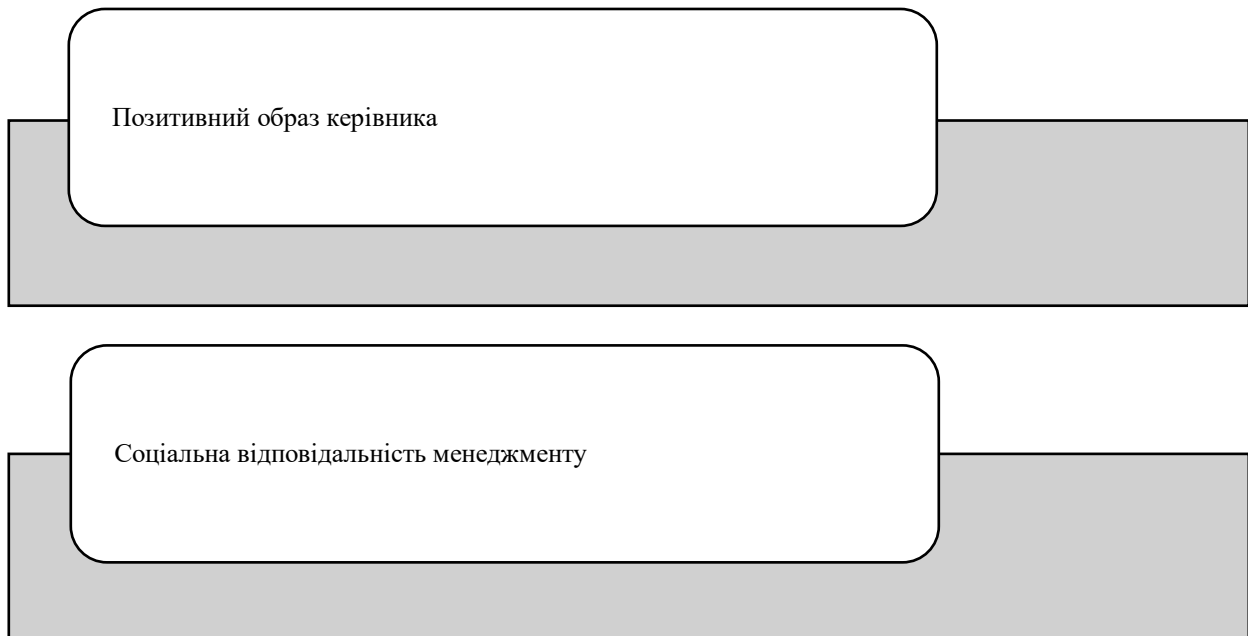 Позитивний образ керівника
Соціальна відповідальність менеджменту